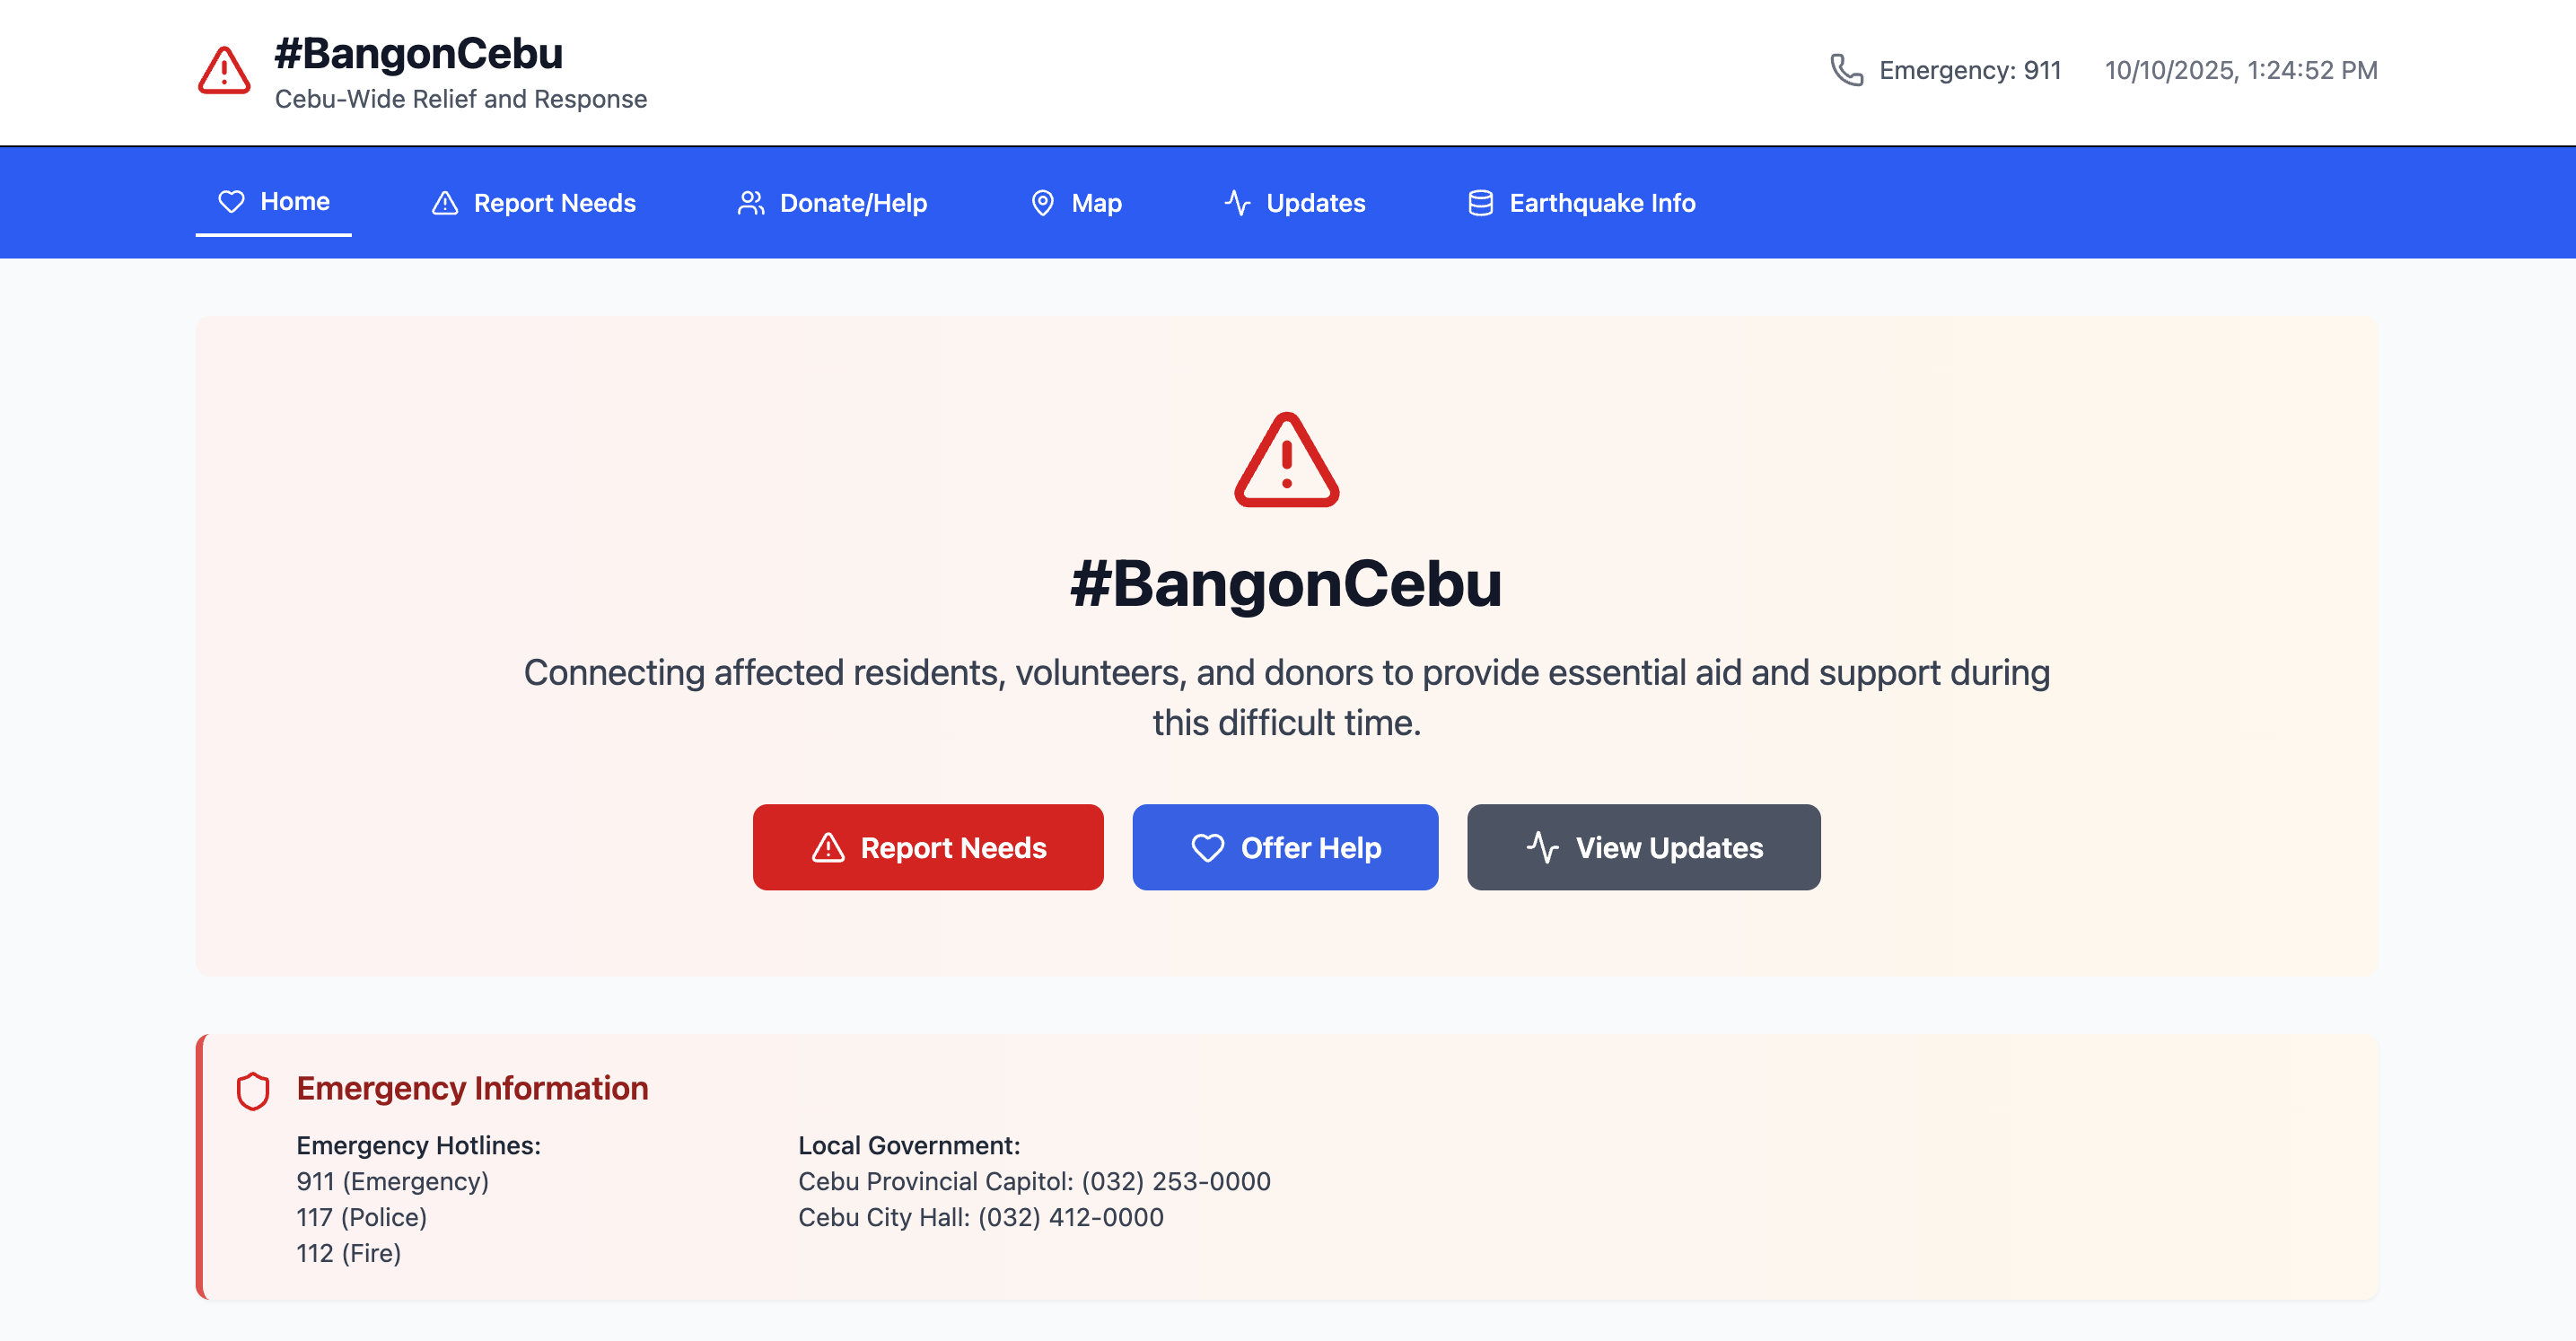 #BangonCebu
Cebu-Wide Relief and Response
Emergency: 911
10/10/2025, 1:24:52 PM
Home
Report Needs
Donate/Help
Map
Updates
Earthquake Info
#BangonCebu
Connecting affected residents, volunteers, and donors to provide essential aid and support during
this difficult time.
Report Needs
Offer Help
View Updates
Emergency Information
Emergency Hotlines:
911 (Emergency)
117 (Police)
112 (Fire)
Local Government:
Cebu Provincial Capitol: (032) 253-0000
Cebu City Hall: (032) 412-0000